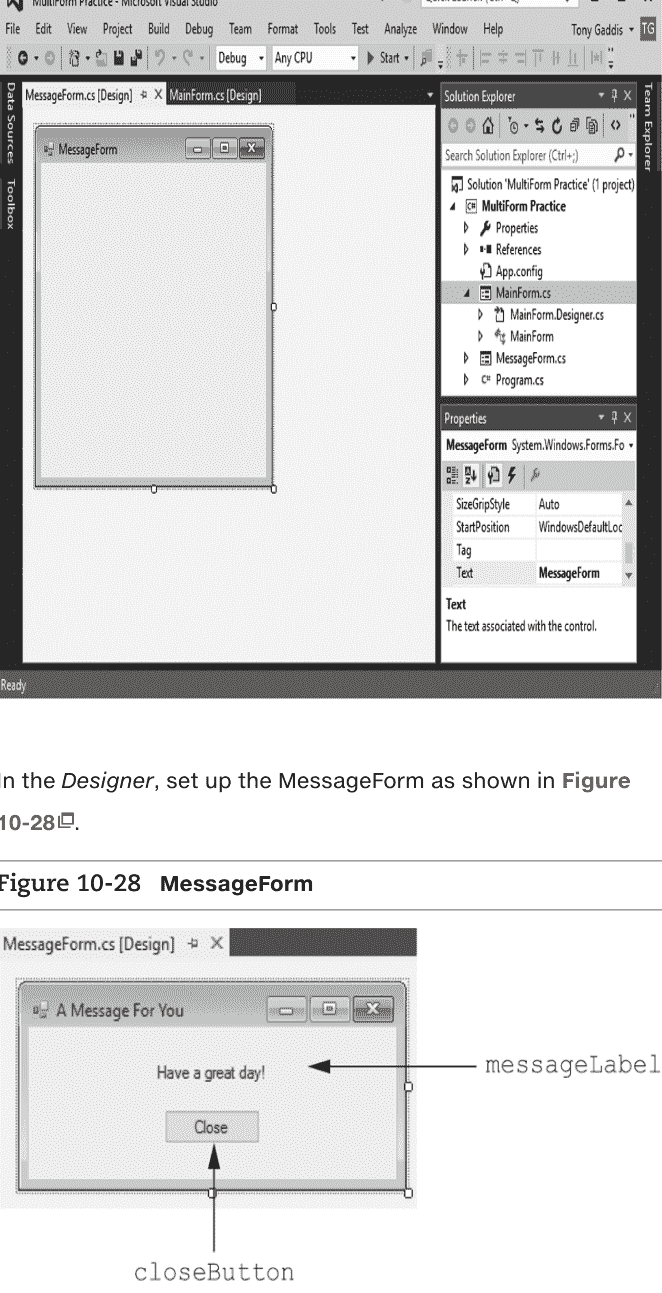 MultiForm Practice - Microsoft Visual Studio
File Edit View Project Build Debug Team Format Tools Test Analyze Window Help Tony Gaddis TG
Debug Any CPU Start
Data Sources
Toolbox
MessageForm.cs [Design] MainForm.cs [Design]
MessageForm
Solution Explorer
Search Solution Explorer (Ctrl+;)
Solution 'MultiForm Practice' (1 project)
C# MultiForm Practice
Properties
References
App.config
MainForm.cs
MainForm.Designer.cs
MainForm
MessageForm.cs
C# Program.cs
Team Explorer
Properties
MessageForm System.Windows.Forms.Fo
SizeGripStyle Auto
StartPosition WindowsDefaultLoc
Tag
Text MessageForm
Text
The text associated with the control.
Ready
In the Designer, set up the MessageForm as shown in Figure
10-28.
Figure 10-28 MessageForm
MessageForm.cs [Design]
A Message For You
Have a great day!
messageLabel
Close
closeButton